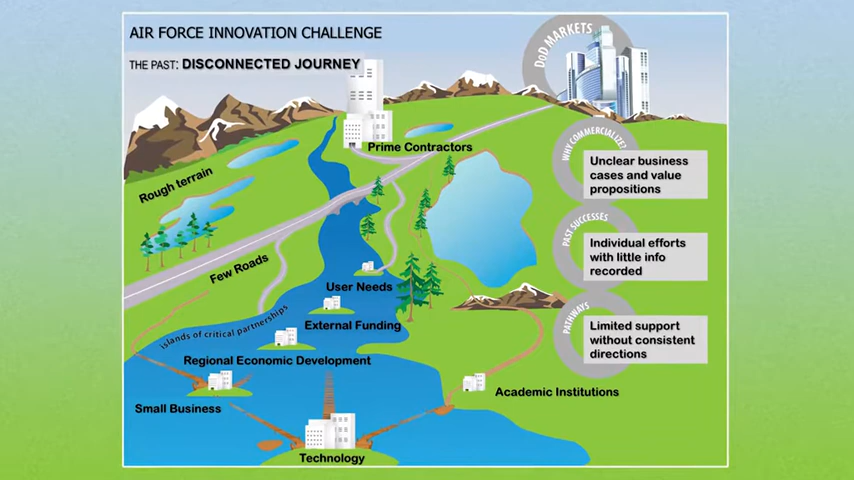 AIR FORCE INNOVATION CHALLENGE
THE PAST: DISCONNECTED JOURNEY
DoD MARKETS
Prime Contractors
WHY COMMERCIALIZE?
Unclear business
cases and value
propositions
Rough terrain
PAST SUCCESSES
Individual efforts
with little info
recorded
Few Roads
User Needs
islands of critical partnerships
External Funding
PATHWAYS
Limited support
without consistent
directions
Regional Economic Development
Academic Institutions
Small Business
Technology